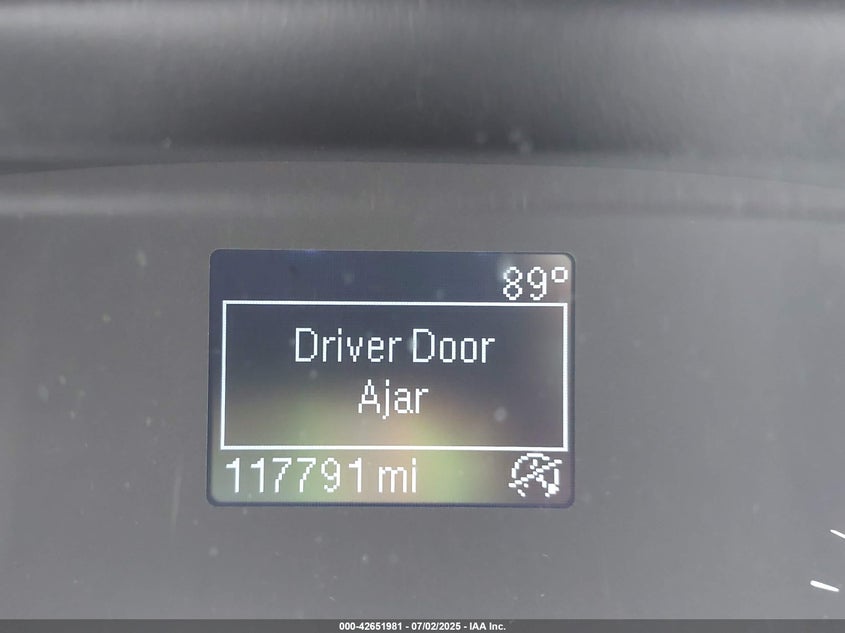 89°
Driver Door
Ajar
117791 mi
000-42651981 - 07/02/2025 - IAA Inc.